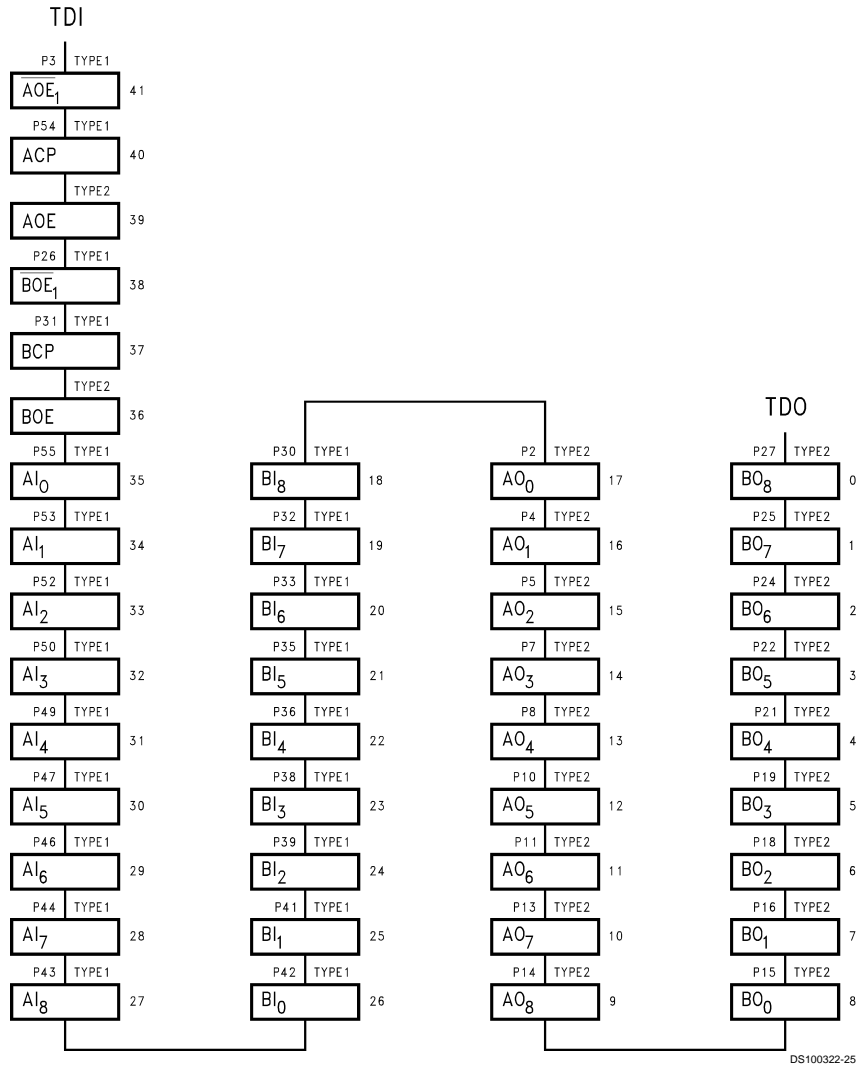 TDI
P3 TYPE1
AOE1 41
P54 TYPE1
ACP 40
TYPE2
AOE 39
P26 TYPE1
BOE1 38
P31 TYPE1
BCP 37
TYPE2
BOE 36
P55 TYPE1
AI0 35
P53 TYPE1
AI1 34
P52 TYPE1
AI2 33
P50 TYPE1
AI3 32
P49 TYPE1
AI4 31
P47 TYPE1
AI5 30
P46 TYPE1
AI6 29
P44 TYPE1
AI7 28
P43 TYPE1
AI8 27
P30 TYPE1
BI8 18
P32 TYPE1
BI7 19
P33 TYPE1
BI6 20
P35 TYPE1
BI5 21
P36 TYPE1
BI4 22
P38 TYPE1
BI3 23
P39 TYPE1
BI2 24
P41 TYPE1
BI1 25
P42 TYPE1
BI0 26
P2 TYPE2
AO0 17
P4 TYPE2
AO1 16
P5 TYPE2
AO2 15
P7 TYPE2
AO3 14
P8 TYPE2
AO4 13
P10 TYPE2
AO5 12
P11 TYPE2
AO6 11
P13 TYPE2
AO7 10
P14 TYPE2
AO8 9
TDO
P27 TYPE2
BO8 0
P25 TYPE2
BO7 1
P24 TYPE2
BO6 2
P22 TYPE2
BO5 3
P21 TYPE2
BO4 4
P19 TYPE2
BO3 5
P18 TYPE2
BO2 6
P16 TYPE2
BO1 7
P15 TYPE2
BO0 8
DS100322-25